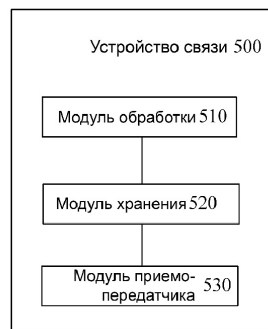 Устройство связи 500
Модуль обработки 510
Модуль хранения 520
Модуль приемо-
передатчика 530